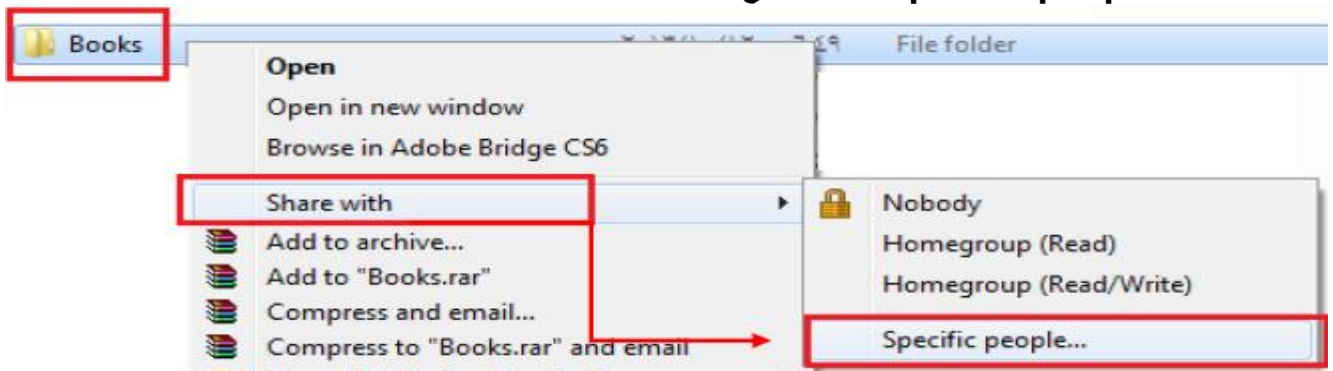 Books
File folder
Open
Open in new window
Browse in Adobe Bridge CS6
Share with
Nobody
Add to archive...
Homegroup (Read)
Add to "Books.rar"
Homegroup (Read/Write)
Compress and email...
Specific people...
Compress to "Books.rar" and email